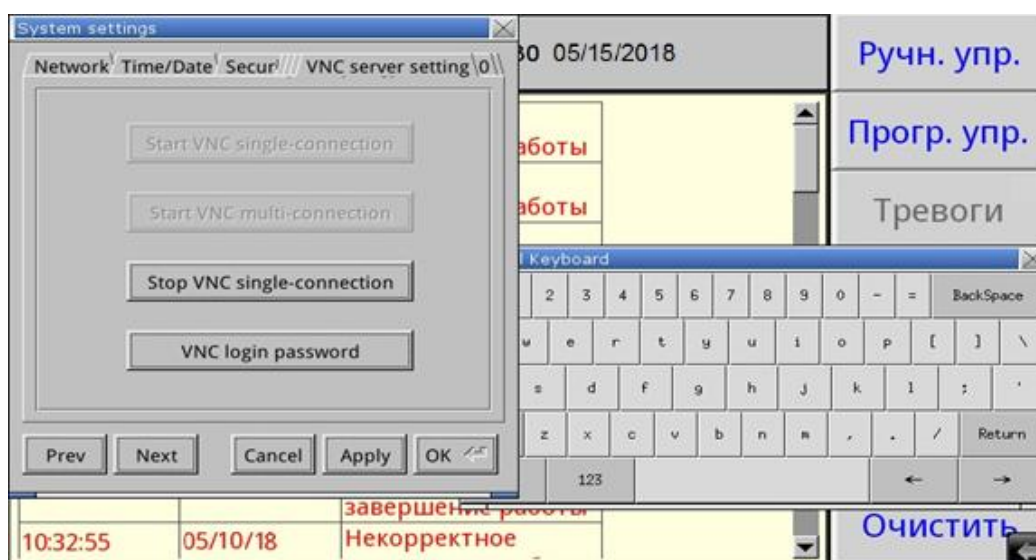 System settings
Network Time/Date Secur VNC server setting \0\\
Start VNC single-connection
Start VNC multi-connection
Stop VNC single-connection
VNC login password
Prev Next Cancel Apply OK
во 05/15/2018
аботы
аботы
Ручн. упр.
Прогр. упр.
Тревоги
Keyboard
2 3 4 5 6 7 8 9 0 - = BackSpace
w e r t y u i o p [ ] \
s d f g h j k l ; '
z x c v b n m , . / Return
123 ← →
завершение работы
10:32:55 05/10/18 Некорректное
Очистить